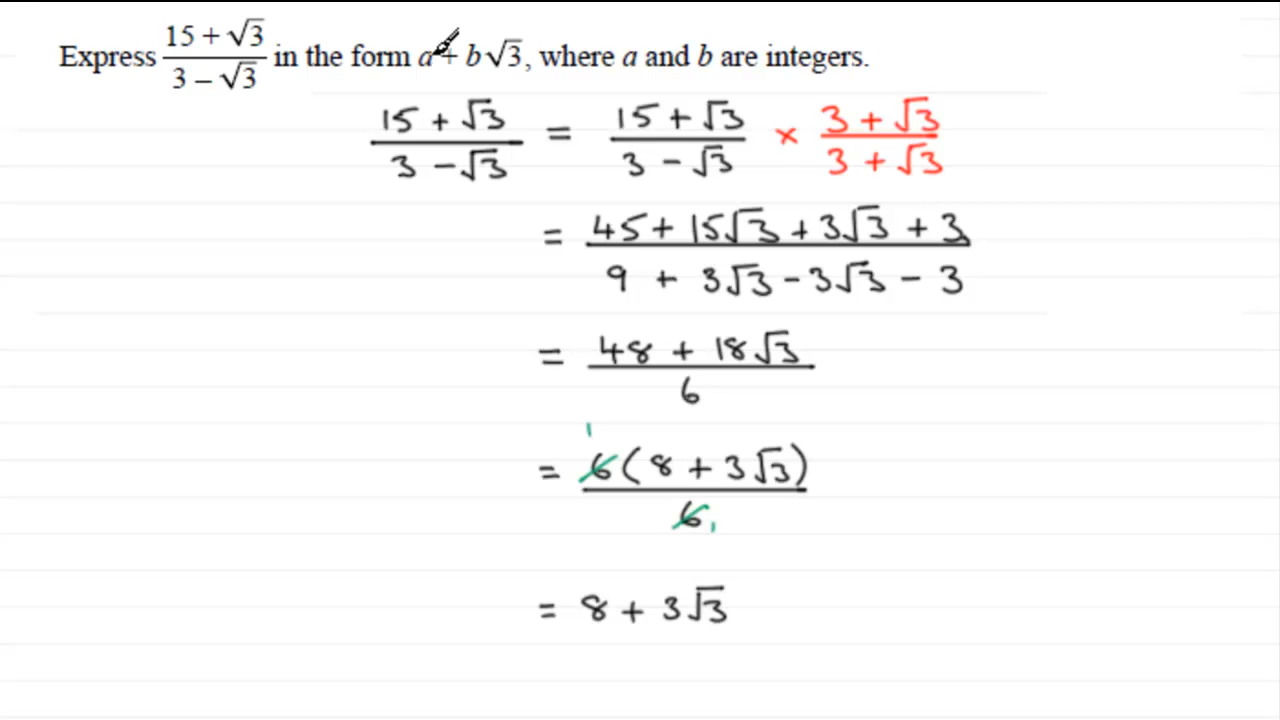 Express (15 + √3)/(3 – √3) in the form a + b√3, where a and b are integers.
(15 + √3)/(3 – √3) = (15 + √3)/(3 – √3) × (3 + √3)/(3 + √3)
= (45 + 15√3 + 3√3 + 3)/(9 + 3√3 – 3√3 – 3)
= (48 + 18√3)/6
1
= 6(8 + 3√3)/6 1
= 8 + 3√3